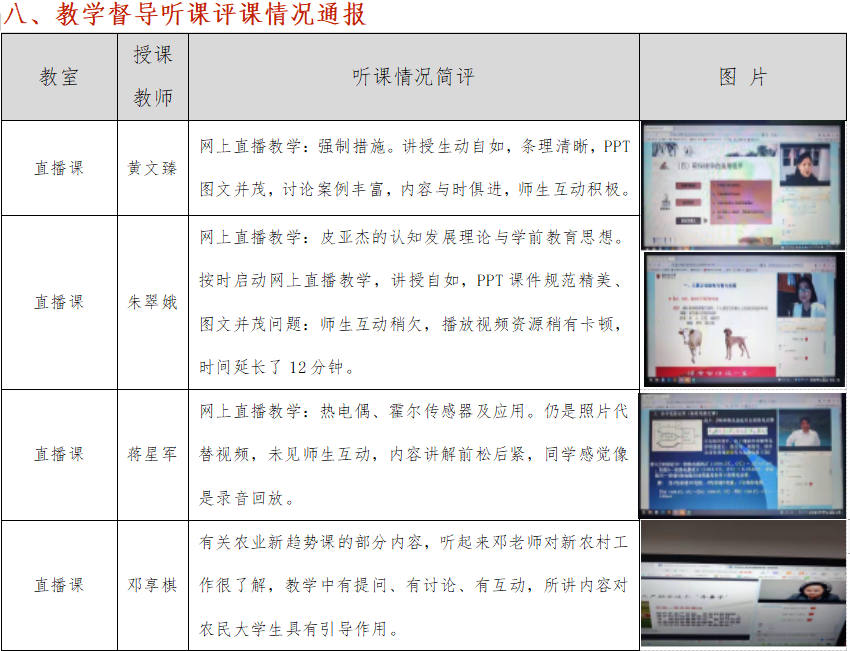 八、教学督导听课评课情况通报
教室
授课
教师
听课情况简评
图 片
直播课
黄文臻
网上直播教学：强制措施。讲授生动自如，条理清晰，PPT
图文并茂，讨论案例丰富，内容与时俱进，师生互动积极。
直播课
朱翠娥
网上直播教学：皮亚杰的认知发展理论与学前教育思想。
按时启动网上直播教学，讲授自如，PPT 课件规范精美、
图文并茂问题：师生互动稍欠，播放视频资源稍有卡顿，
时间延长了 12 分钟。
直播课
蒋星军
网上直播教学：热电偶、霍尔传感器及应用。仍是照片代
替视频，未见师生互动，内容讲解前松后紧，同学感觉像
是录音回放。
直播课
邓享棋
有关农业新趋势课的部分内容，听起来邓老师对新农村工
作很了解，教学中有提问、有讨论、有互动，所讲内容对
农民大学生具有引导作用。